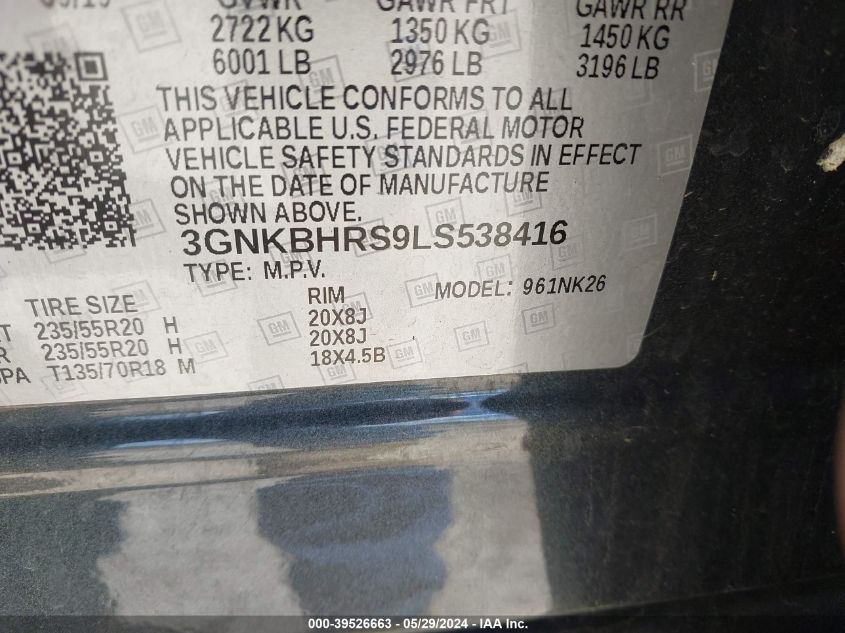 GVWR GAWR FRT GAWR RR
2722 KG 1350 KG 1450 KG
6001 LB 2976 LB 3196 LB
THIS VEHICLE CONFORMS TO ALL
APPLICABLE U.S. FEDERAL MOTOR
VEHICLE SAFETY STANDARDS IN EFFECT
ON THE DATE OF MANUFACTURE
SHOWN ABOVE.
3GNKBHRS9LS538416
TYPE: M.P.V.
MODEL: 961NK26
TIRE SIZE RIM
235/55R20 H 20X8J
235/55R20 H 20X8J
T135/70R18 M 18X4.5B
GM
000-39526663 - 05/29/2024 - IAA Inc.